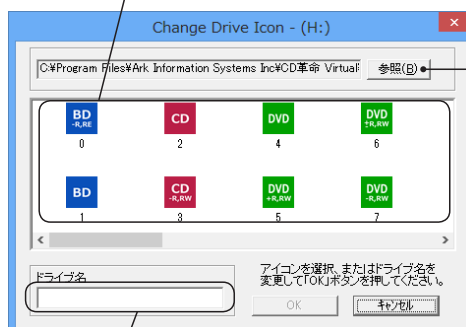 Change Drive Icon - (H:)
×
C:¥Program Files¥Ark Information Systems Inc¥CD革命 Virtual
参照(B)
BD -R,RE
CD
DVD
DVD ±R,RW
0
2
4
6
BD
CD -R,RW
DVD +R,RW
DVD -R,RW
1
3
5
7
ドライブ名
アイコンを選択、またはドライブ名を
変更して「OK」ボタンを押してください。
OK
キャンセル